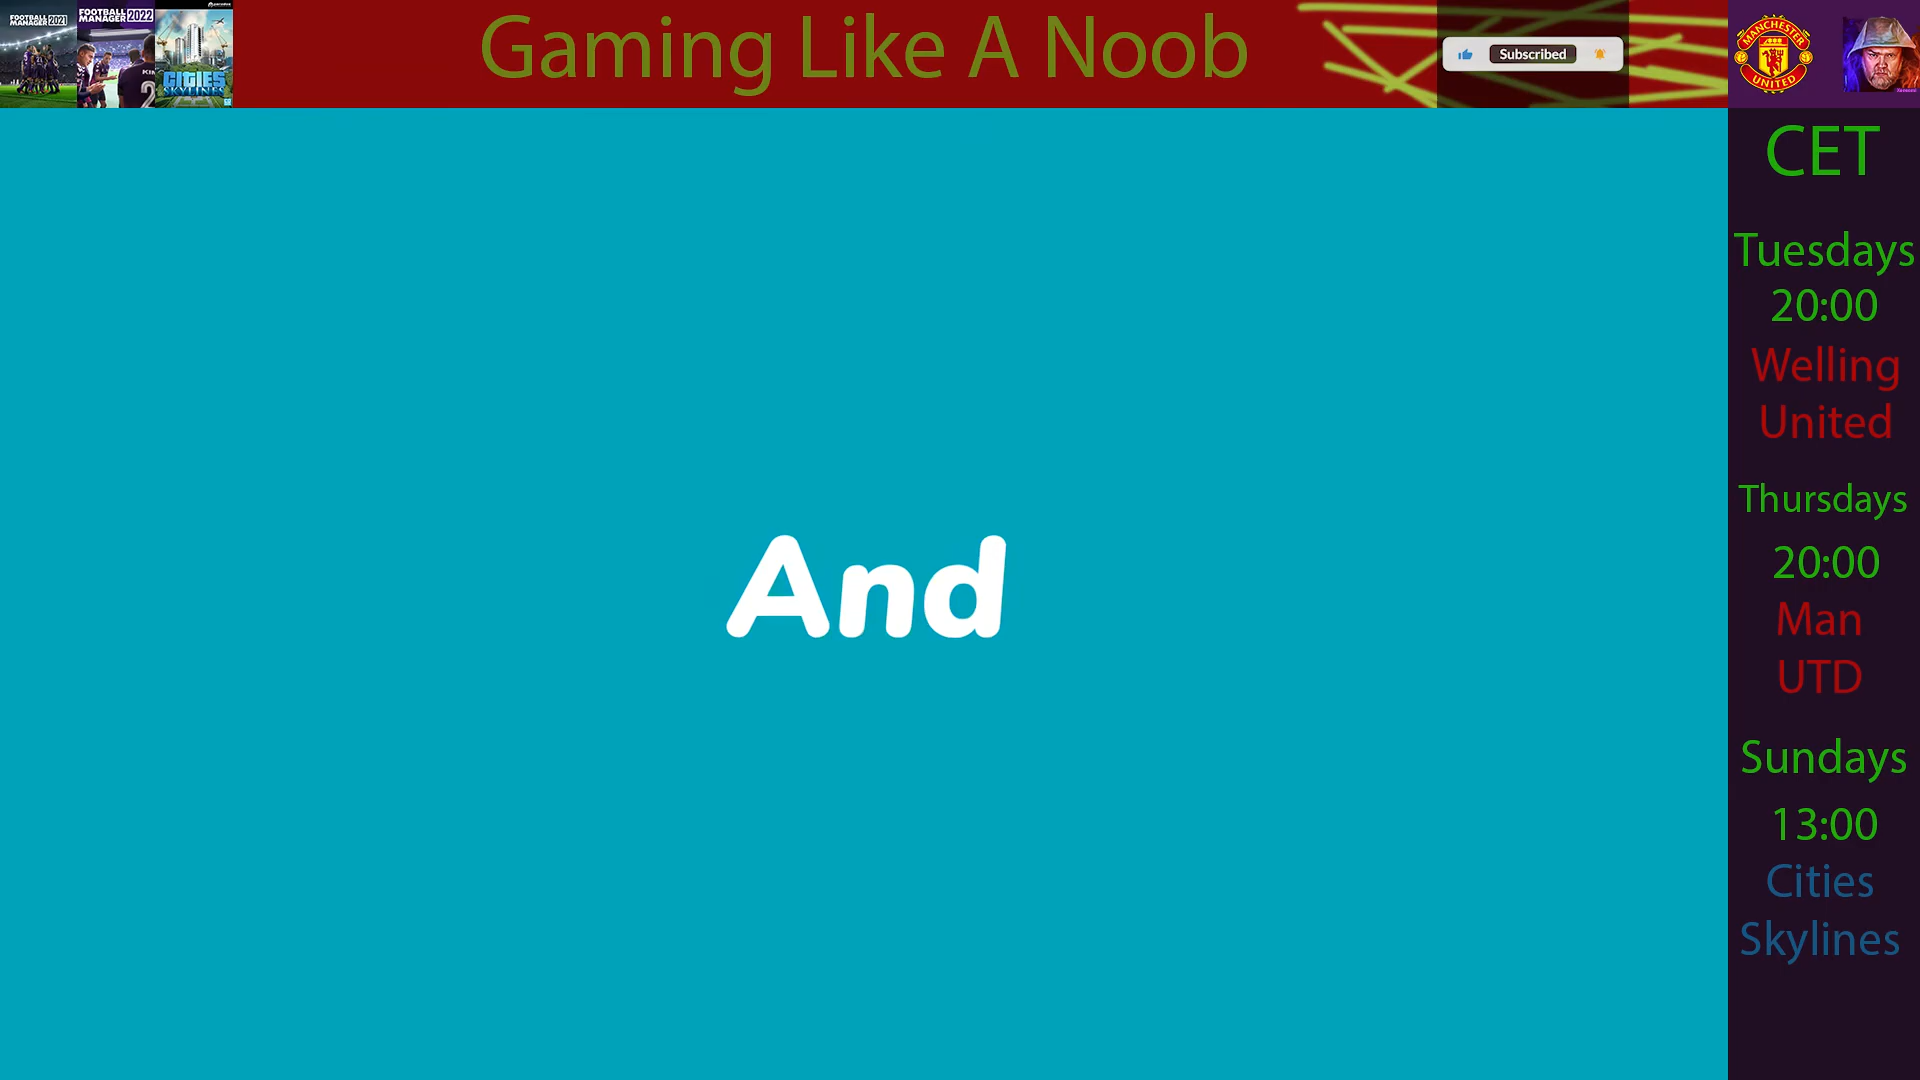 FOOTBALL MANAGER 2021
FOOTBALL MANAGER 2022
CITIES
SKYLINES
2
Gaming Like A Noob
Subscribed
MANCHESTER
UNITED
CET
Tuesdays
20:00
Welling
United
Thursdays
20:00
Man
UTD
Sundays
13:00
Cities
Skylines
And